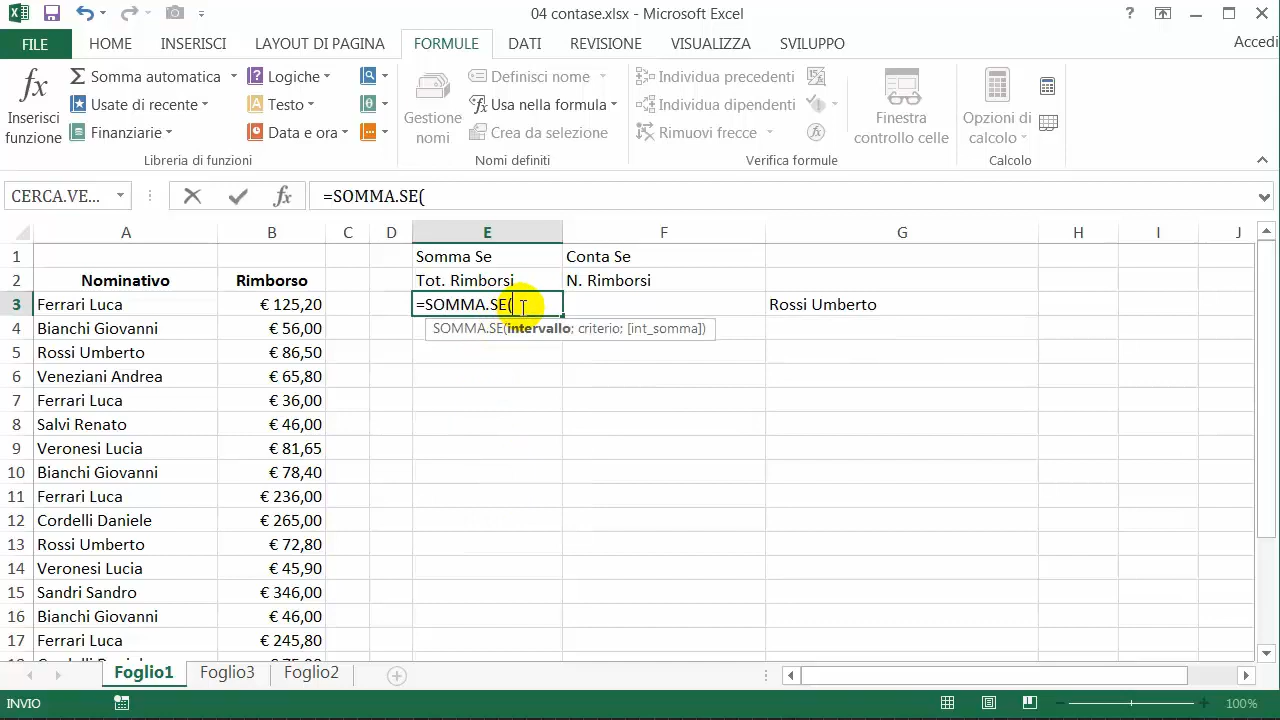 04 contase.xlsx - Microsoft Excel
?
Accedi
FILE HOME INSERISCI LAYOUT DI PAGINA FORMULE DATI REVISIONE VISUALIZZA SVILUPPO
fx Inserisci funzione
Σ Somma automatica
Usate di recente
Finanziarie
Logiche
Testo
Data e ora
Libreria di funzioni
Gestione nomi
Definisci nome
Usa nella formula
Crea da selezione
Nomi definiti
Individua precedenti
Individua dipendenti
Rimuovi frecce
Finestra controllo celle
Verifica formule
Opzioni di calcolo
Calcolo
CERCA.VE... fx =SOMMA.SE(
A B C D E F G H I J
1 Somma Se Conta Se
2 Nominativo Rimborso Tot. Rimborsi N. Rimborsi
3 Ferrari Luca € 125,20 =SOMMA.SE( Rossi Umberto
SOMMA.SE(intervallo; criterio; [int_somma])
4 Bianchi Giovanni € 56,00
5 Rossi Umberto € 86,50
6 Veneziani Andrea € 65,80
7 Ferrari Luca € 36,00
8 Salvi Renato € 46,00
9 Veronesi Lucia € 81,65
10 Bianchi Giovanni € 78,40
11 Ferrari Luca € 236,00
12 Cordelli Daniele € 265,00
13 Rossi Umberto € 72,80
14 Veronesi Lucia € 45,90
15 Sandri Sandro € 346,00
16 Bianchi Giovanni € 46,00
17 Ferrari Luca € 245,80
Foglio1 Foglio3 Foglio2
INVIO 100%